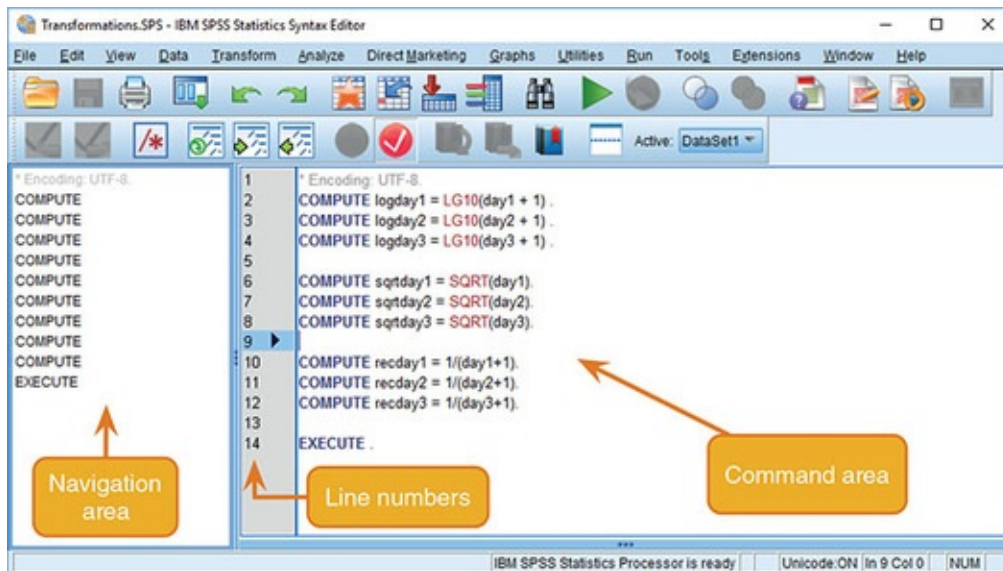 Transformations.SPS - IBM SPSS Statistics Syntax Editor
File Edit View Data Transform Analyze Direct Marketing Graphs Utilities Run Tools Extensions Window Help
/*
Active: DataSet1
* Encoding: UTF-8.
COMPUTE
COMPUTE
COMPUTE
COMPUTE
COMPUTE
COMPUTE
COMPUTE
COMPUTE
COMPUTE
EXECUTE
Navigation
area
1 * Encoding: UTF-8.
2 COMPUTE logday1 = LG10(day1 + 1) .
3 COMPUTE logday2 = LG10(day2 + 1) .
4 COMPUTE logday3 = LG10(day3 + 1) .
5
6 COMPUTE sqrtday1 = SQRT(day1).
7 COMPUTE sqrtday2 = SQRT(day2).
8 COMPUTE sqrtday3 = SQRT(day3).
9
10 COMPUTE recday1 = 1/(day1+1).
11 COMPUTE recday2 = 1/(day2+1).
12 COMPUTE recday3 = 1/(day3+1).
13
14 EXECUTE .
Line numbers
Command area
IBM SPSS Statistics Processor is ready Unicode:ON In 9 Col 0 NUM